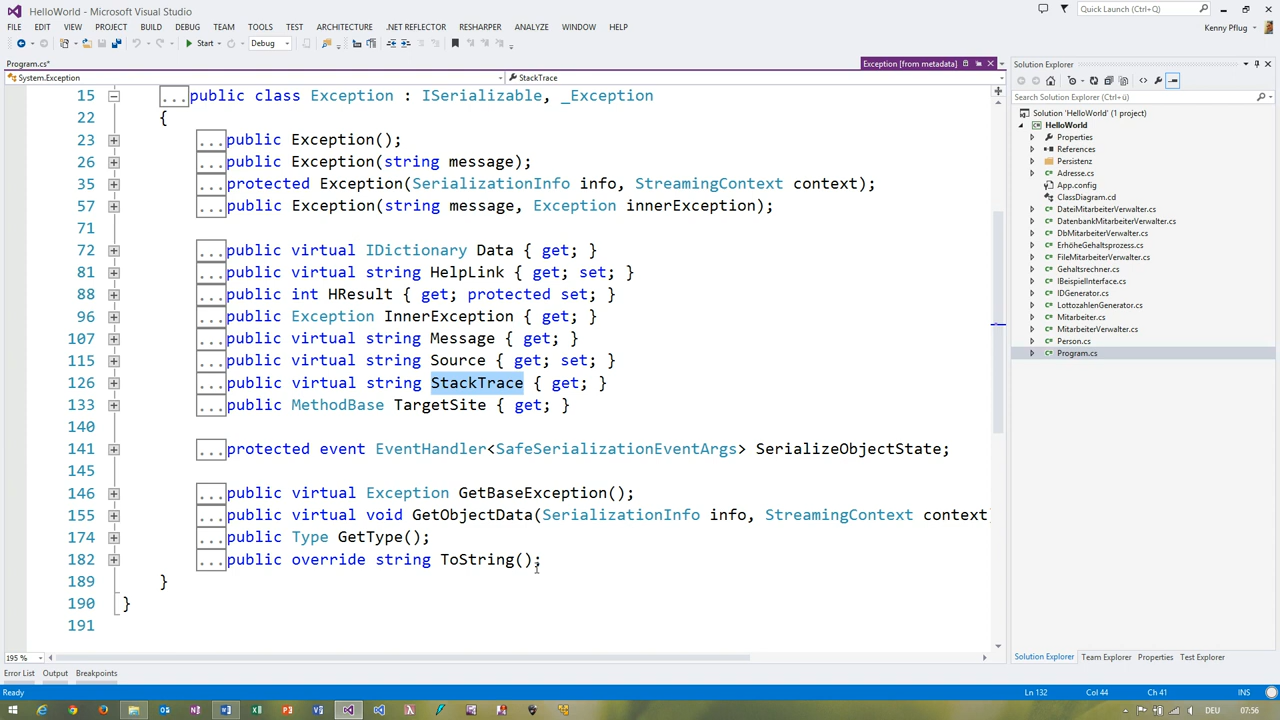 HelloWorld - Microsoft Visual Studio
Quick Launch (Ctrl+Q)
FILE EDIT VIEW PROJECT BUILD DEBUG TEAM TOOLS TEST ARCHITECTURE .NET REFLECTOR RESHARPER ANALYZE WINDOW HELP
Kenny Pflug
Start Debug
Program.cs*
Exception [from metadata]
System.Exception
StackTrace
15 ...public class Exception : ISerializable, _Exception
22 {
23 ...public Exception();
26 ...public Exception(string message);
35 ...protected Exception(SerializationInfo info, StreamingContext context);
57 ...public Exception(string message, Exception innerException);
71
72 ...public virtual IDictionary Data { get; }
81 ...public virtual string HelpLink { get; set; }
88 ...public int HResult { get; protected set; }
96 ...public Exception InnerException { get; }
107 ...public virtual string Message { get; }
115 ...public virtual string Source { get; set; }
126 ...public virtual string StackTrace { get; }
133 ...public MethodBase TargetSite { get; }
140
141 ...protected event EventHandler<SafeSerializationEventArgs> SerializeObjectState;
145
146 ...public virtual Exception GetBaseException();
155 ...public virtual void GetObjectData(SerializationInfo info, StreamingContext context
174 ...public Type GetType();
182 ...public override string ToString();
189 }
190 }
191
195 %
Solution Explorer
Search Solution Explorer (Ctrl+ü)
Solution 'HelloWorld' (1 project)
HelloWorld
Properties
References
Persistenz
Adresse.cs
App.config
ClassDiagram.cd
DateiMitarbeiterVerwalter.cs
DatenbankMitarbeiterVerwalter.cs
DbMitarbeiterVerwalter.cs
ErhöheGehaltsprozess.cs
FileMitarbeiterVerwalter.cs
Gehaltsrechner.cs
IBeispielInterface.cs
IDGenerator.cs
LottozahlenGenerator.cs
Mitarbeiter.cs
MitarbeiterVerwalter.cs
Person.cs
Program.cs
Solution Explorer Team Explorer Properties Test Explorer
Error List Output Breakpoints
Ready
Ln 132 Col 44 Ch 41 INS
DEU 07:56